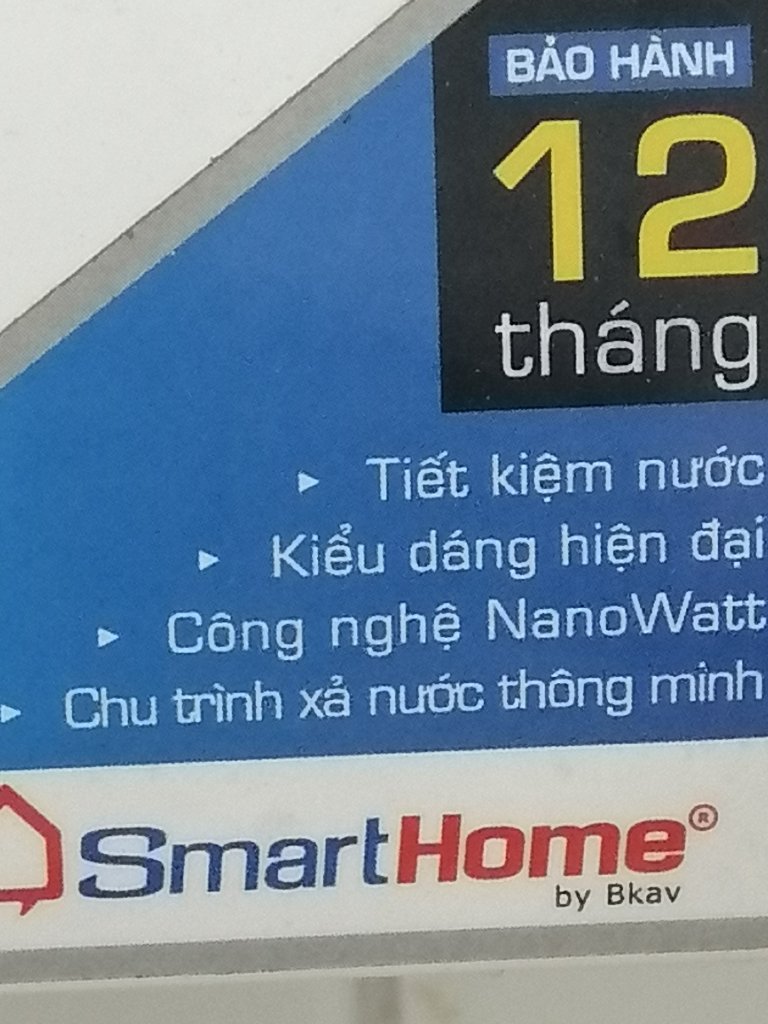 BẢO HÀNH
12
tháng
▸ Tiết kiệm nước
▸ Kiểu dáng hiện đại
▸ Công nghệ NanoWatt
▸ Chu trình xả nước thông minh
SmartHome®
by Bkav